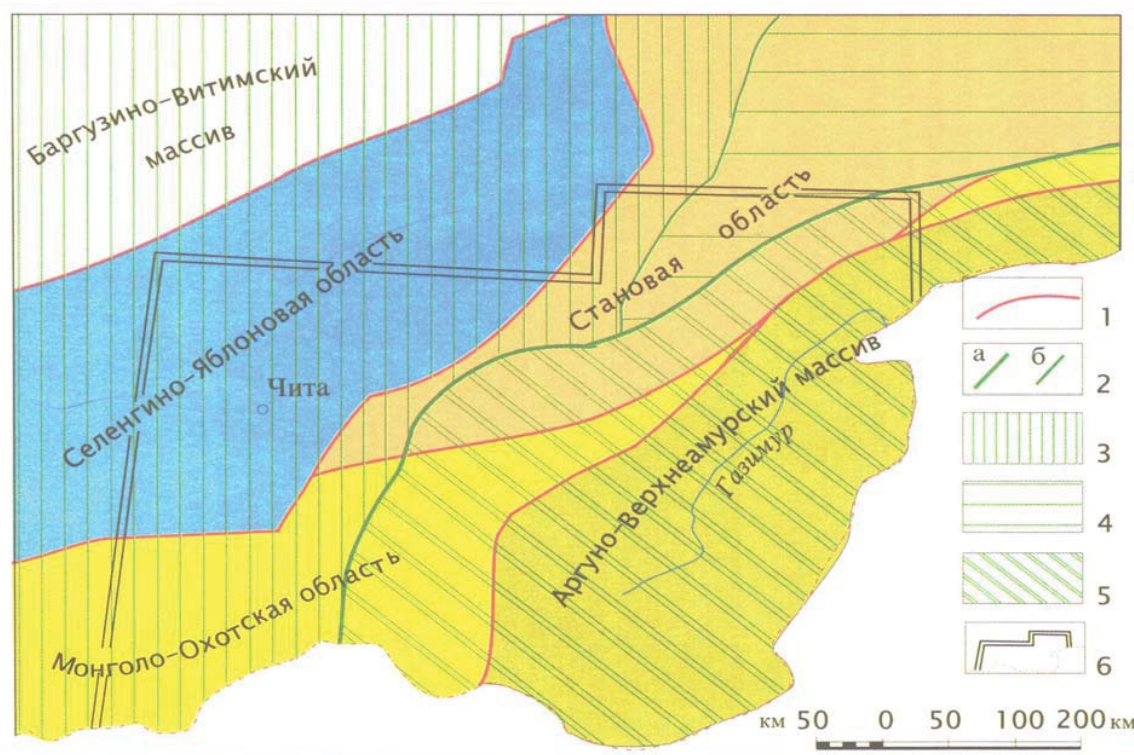 Баргузино-Витимский
массив
Селенгино-Яблоновая область
Становая
область
Чита
Аргуно-Верхнеамурский массив
Газимур
Монголо-Охотская область
1
а б
2
3
4
5
6
км 50 0 50 100 200 км